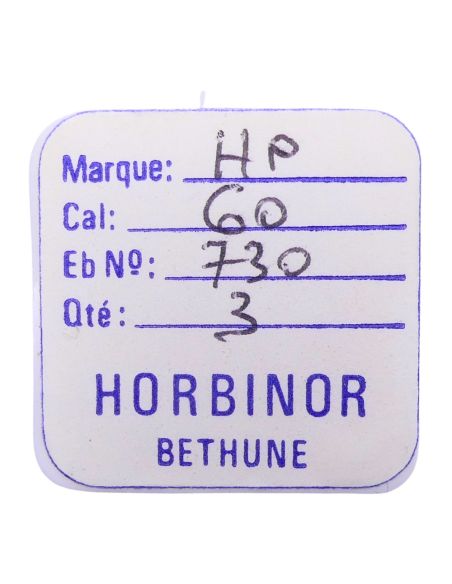 Marque: HP
Cal: 60
Eb Nº: 730
Qté: 3
HORBINOR
BETHUNE